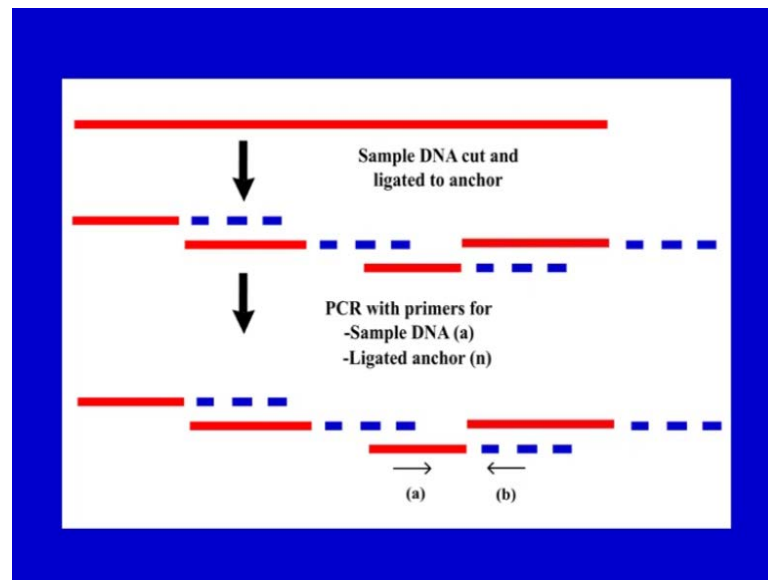 Sample DNA cut and
ligated to anchor
PCR with primers for
-Sample DNA (a)
-Ligated anchor (n)
(a)
(b)